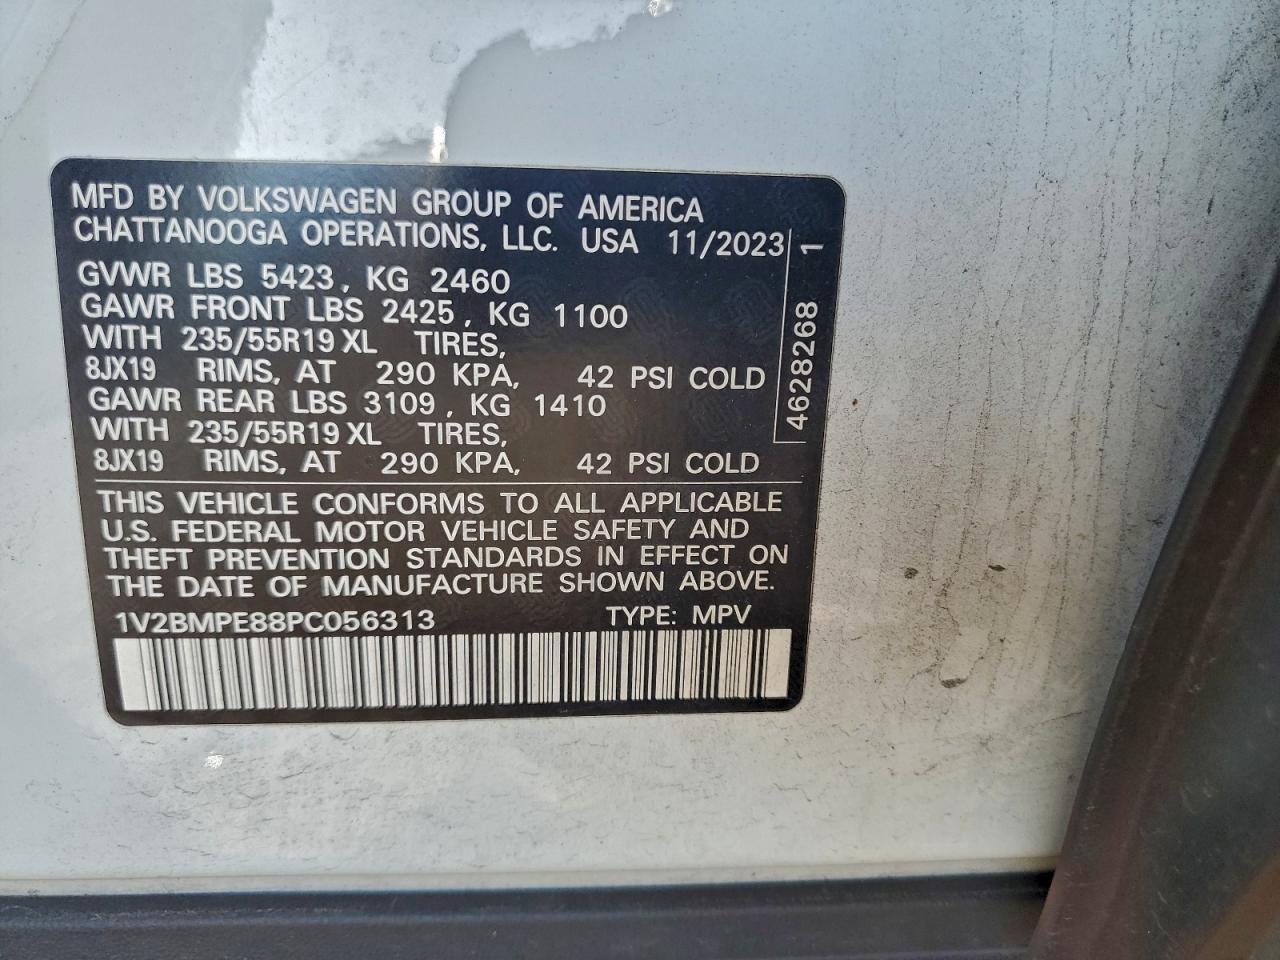 MFD BY VOLKSWAGEN GROUP OF AMERICA
CHATTANOOGA OPERATIONS, LLC. USA 11/2023
GVWR LBS 5423, KG 2460
GAWR FRONT LBS 2425, KG 1100
WITH 235/55R19 XL TIRES,
8JX19 RIMS, AT 290 KPA, 42 PSI COLD
GAWR REAR LBS 3109, KG 1410
WITH 235/55R19 XL TIRES,
8JX19 RIMS, AT 290 KPA, 42 PSI COLD
4628268 1
THIS VEHICLE CONFORMS TO ALL APPLICABLE
U.S. FEDERAL MOTOR VEHICLE SAFETY AND
THEFT PREVENTION STANDARDS IN EFFECT ON
THE DATE OF MANUFACTURE SHOWN ABOVE.
1V2BMPE88PC056313 TYPE: MPV